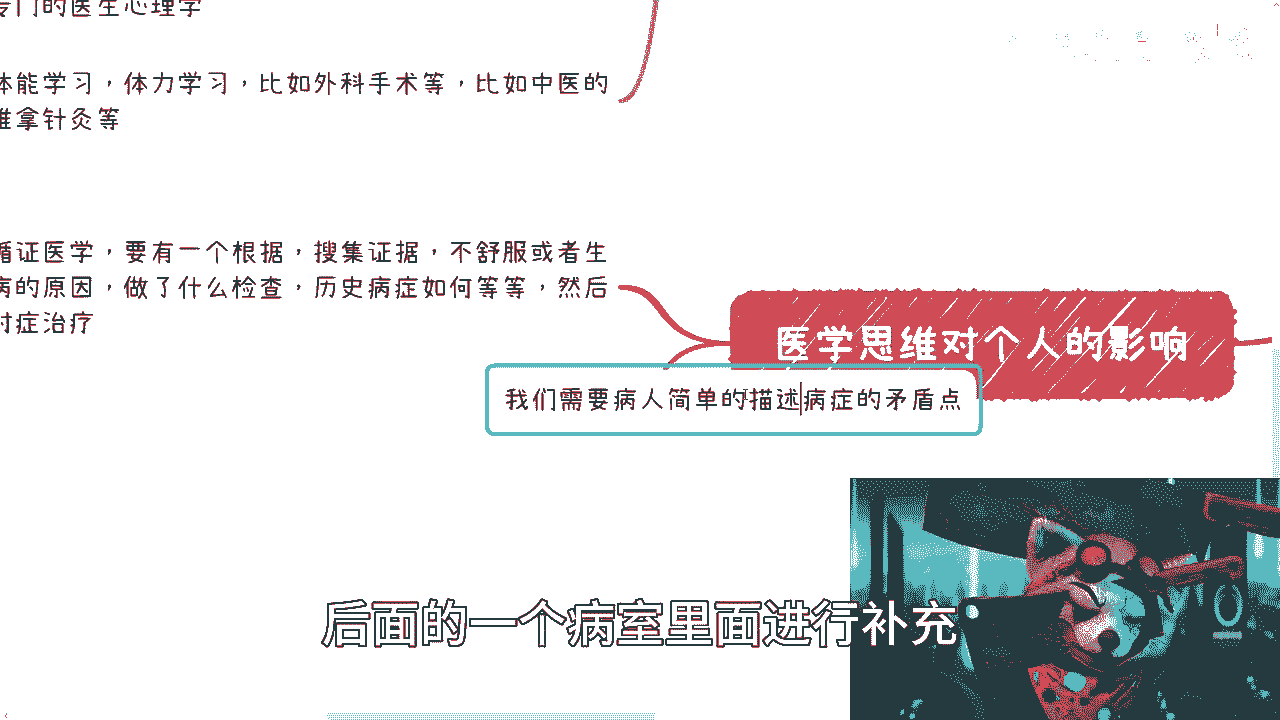 专门的医生心理学
体能学习，体力学习，比如外科手术等，比如中医的
推拿针灸等
循证医学，要有一个根据，搜集证据，不舒服或者生
病的原因，做了什么检查，历史病症如何等等，然后
对症治疗
医学思维对个人的影响
我们需要病人简单的描述病症的矛盾点
后面的一个病室里面进行补充